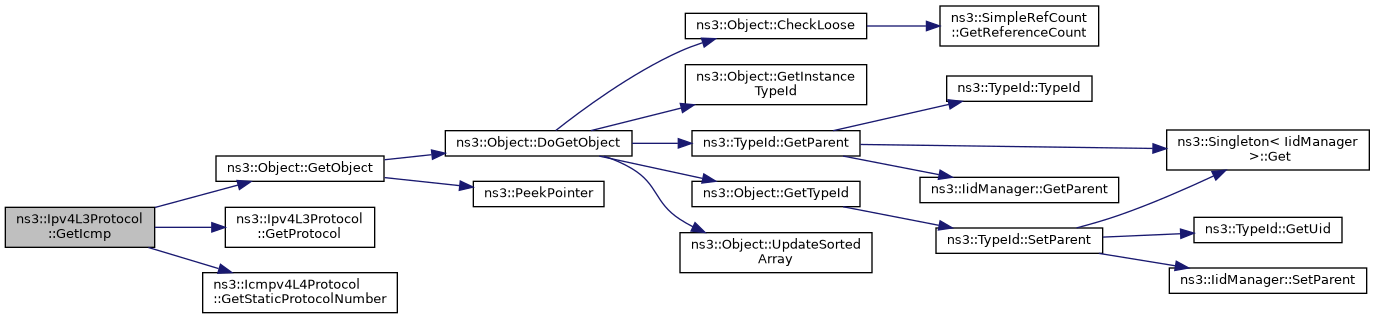 ns3::Ipv4L3Protocol
::GetIcmp
ns3::Object::GetObject
ns3::Ipv4L3Protocol
::GetProtocol
ns3::Icmpv4L4Protocol
::GetStaticProtocolNumber
ns3::Object::DoGetObject
ns3::PeekPointer
ns3::Object::CheckLoose
ns3::Object::GetInstance
TypeId
ns3::TypeId::GetParent
ns3::Object::GetTypeId
ns3::Object::UpdateSorted
Array
ns3::SimpleRefCount
::GetReferenceCount
ns3::TypeId::TypeId
ns3::IidManager::GetParent
ns3::TypeId::SetParent
ns3::Singleton< IidManager
>::Get
ns3::TypeId::GetUid
ns3::IidManager::SetParent